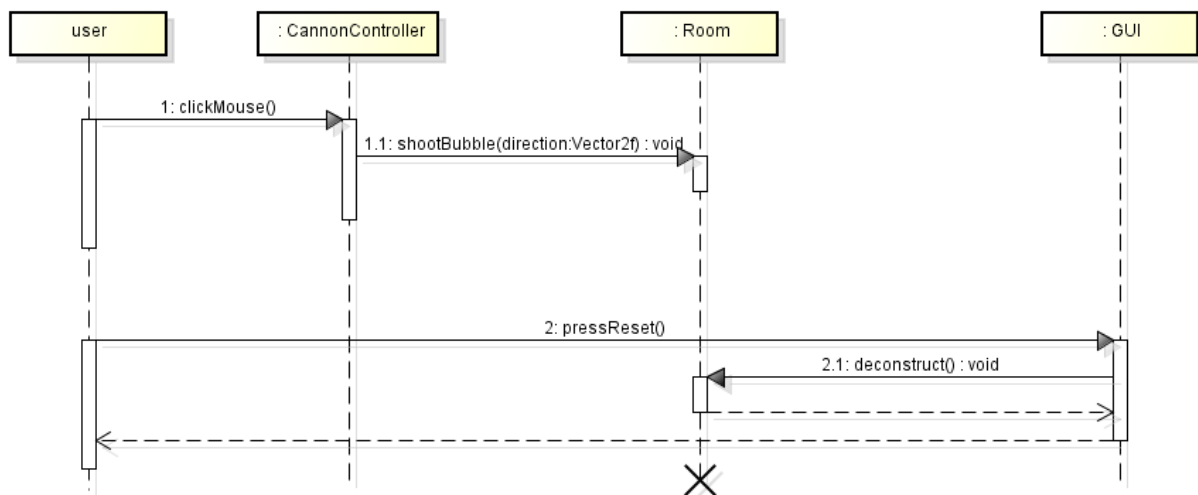 user
: CannonController
: Room
: GUI
1: clickMouse()
1.1: shootBubble(direction:Vector2f) : void
2: pressReset()
2.1: deconstruct() : void